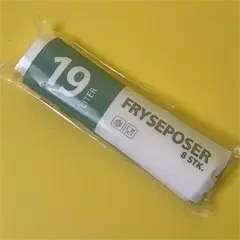 19
LITER
FRYSEPOSER
8 STK.